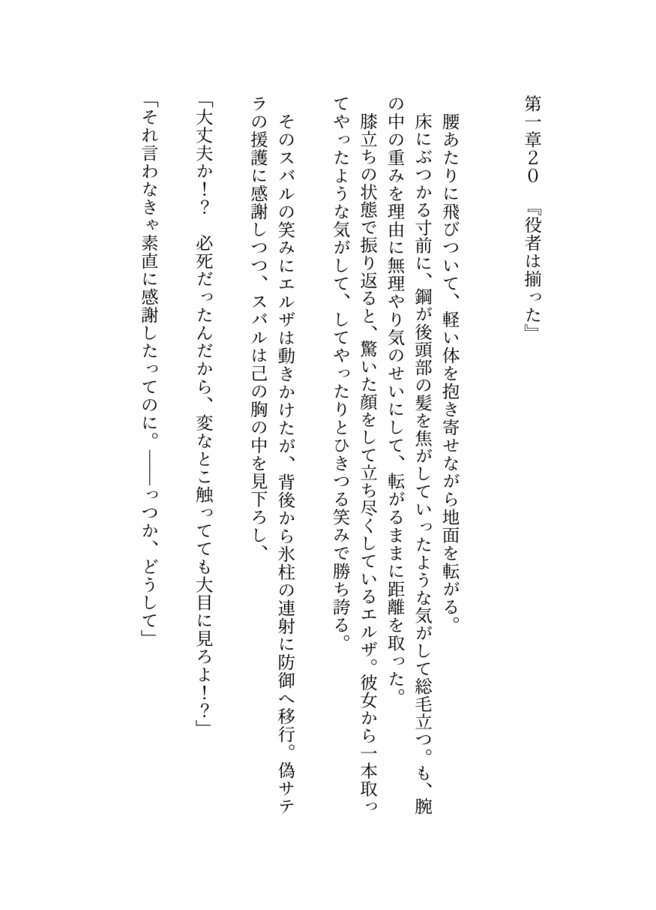 第一章２０　『役者は揃った』
腰あたりに飛びついて、軽い体を抱き寄せながら地面を転がる。
床にぶつかる寸前に、鋼が後頭部の髪を焦がしていったような気がして総毛立つ。も、腕
の中の重みを理由に無理やり気のせいにして、転がるままに距離を取った。
膝立ちの状態で振り返ると、驚いた顔をして立ち尽くしているエルザ。彼女から一本取っ
てやったような気がして、してやったりとひきつる笑みで勝ち誇る。
そのスバルの笑みにエルザは動きかけたが、背後から氷柱の連射に防御へ移行。偽サテ
ラの援護に感謝しつつ、スバルは己の胸の中を見下ろし、
「大丈夫か！？　必死だったんだから、変なとこ触ってても大目に見ろよ！？」
「それ言わなきゃ素直に感謝したってのに。――っつか、どうして」